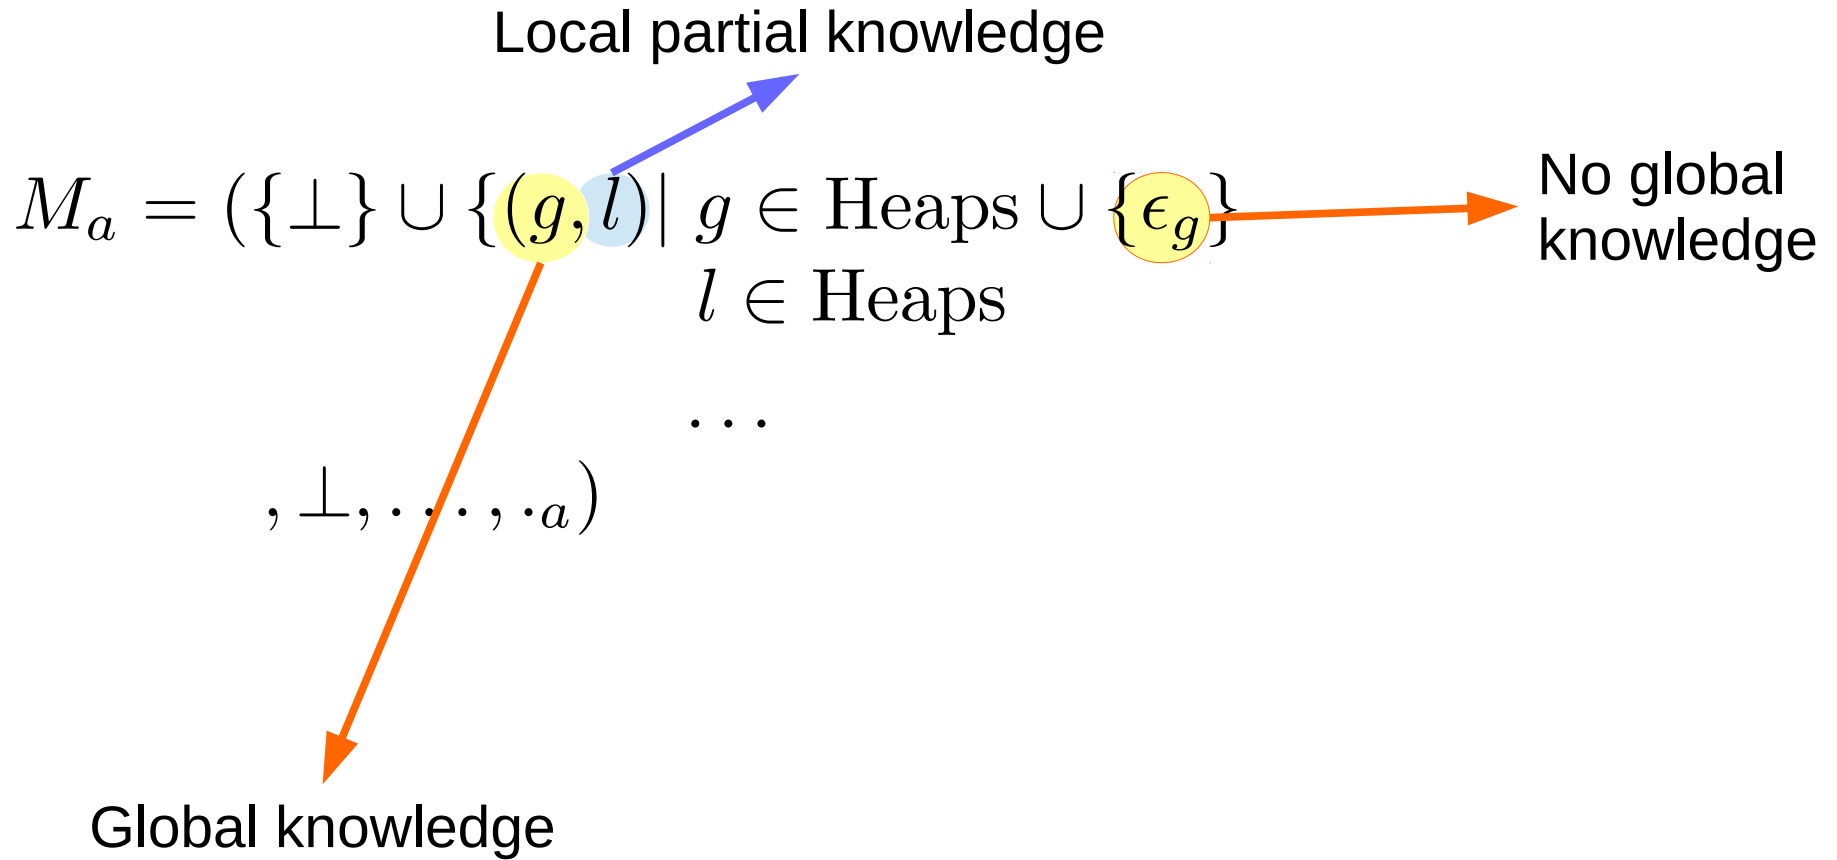 Local partial knowledge
M_a = ({⊥} ∪ {(g, l)| g ∈ Heaps ∪ {ϵ_g}
No global
knowledge
l ∈ Heaps
...
, ⊥, . . . , ._a)
Global knowledge